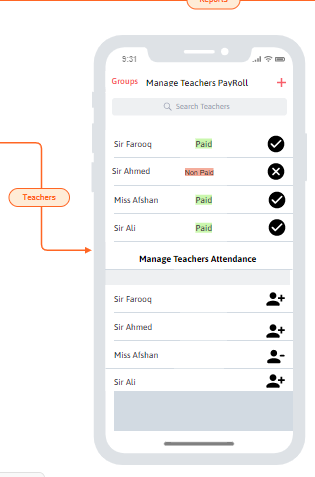 Reports
9:31
Groups Manage Teachers PayRoll +
Search Teachers
Sir Farooq Paid
Sir Ahmed Non Paid
Miss Afshan Paid
Sir Ali Paid
Teachers
Manage Teachers Attendance
Sir Farooq
Sir Ahmed
Miss Afshan
Sir Ali